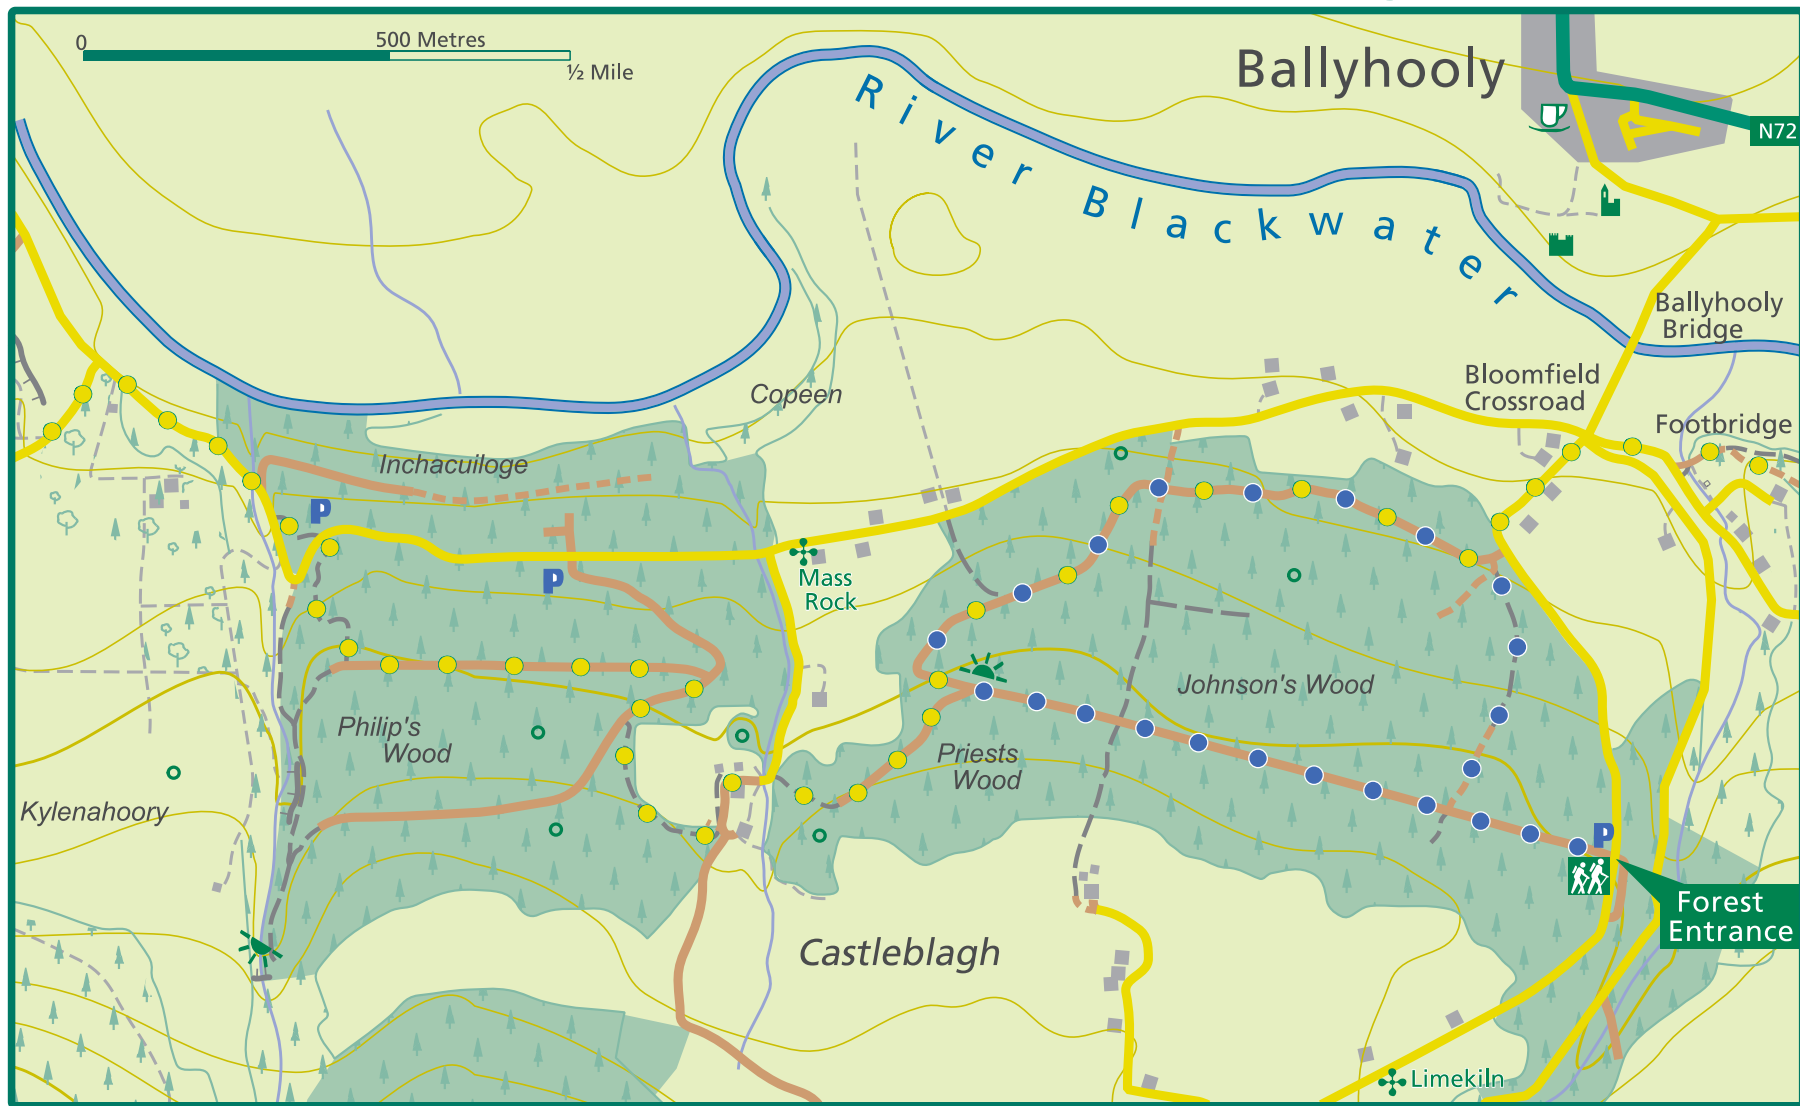 0
500 Metres
½ Mile
Ballyhooly
N72
River Blackwater
Ballyhooly
Bridge
Bloomfield
Crossroad
Footbridge
Copeen
Inchacuiloge
P
P
Mass
Rock
Johnson's Wood
Philip's
Wood
Priests
Wood
Kylenahoory
P
Forest
Entrance
Castleblagh
Limekiln